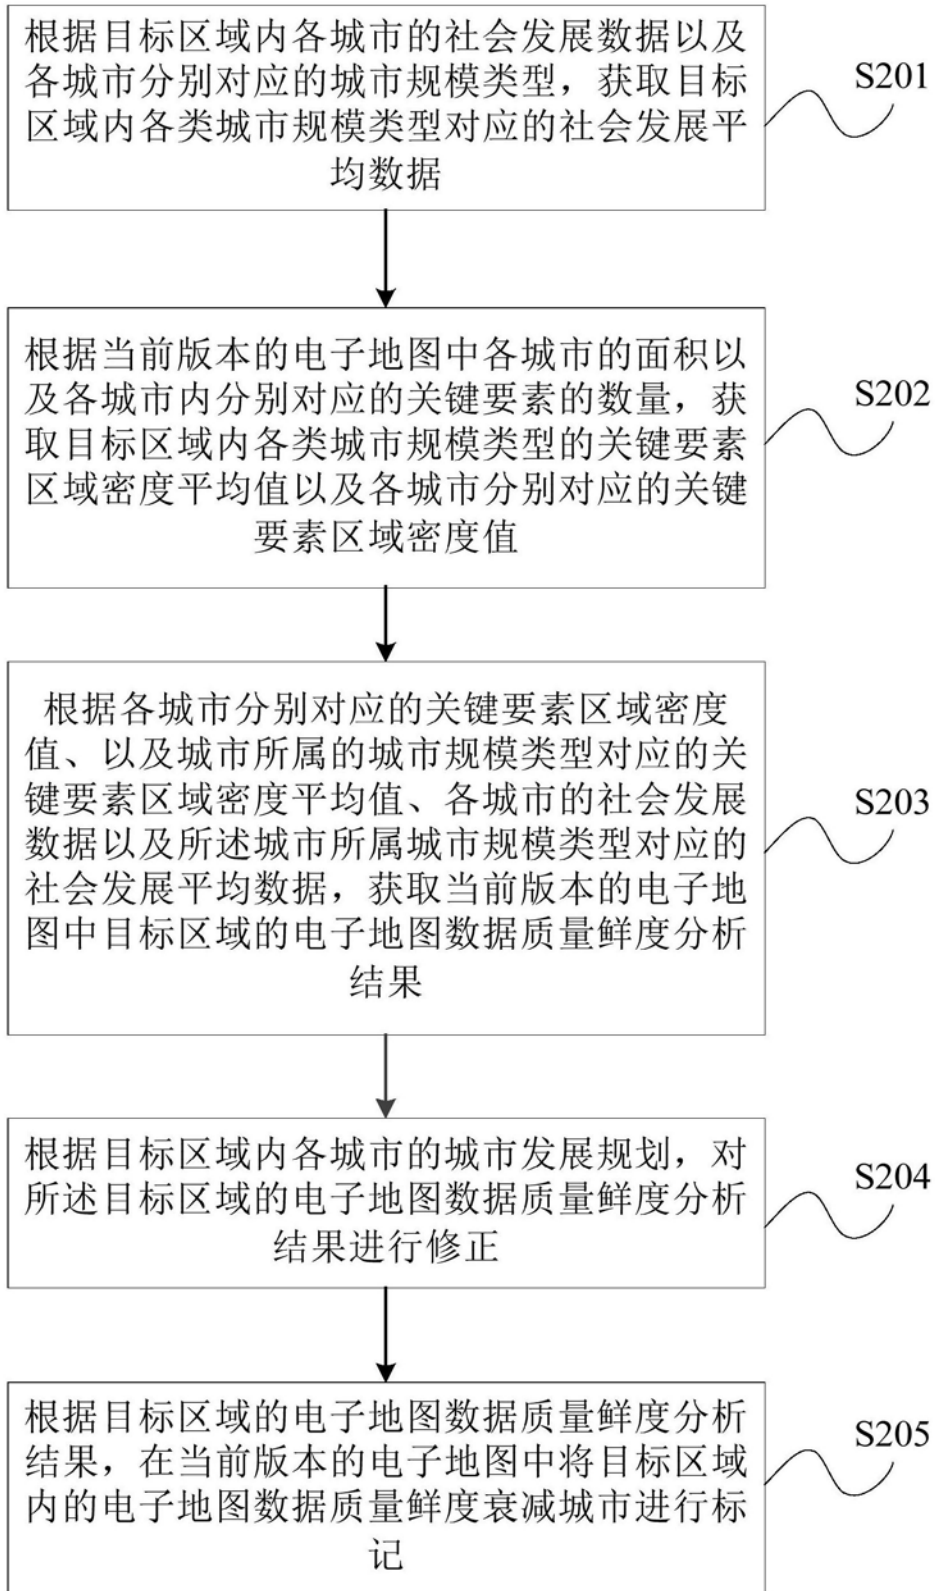 根据目标区域内各城市的社会发展数据以及
各城市分别对应的城市规模类型，获取目标
区域内各类城市规模类型对应的社会发展平
均数据
S201
根据当前版本的电子地图中各城市的面积以
及各城市内分别对应的关键要素的数量，获
取目标区域内各类城市规模类型的关键要素
区域密度平均值以及各城市分别对应的关键
要素区域密度值
S202
根据各城市分别对应的关键要素区域密度
值、以及城市所属的城市规模类型对应的关
键要素区域密度平均值、各城市的社会发展
数据以及所述城市所属城市规模类型对应的
社会发展平均数据，获取当前版本的电子地
图中目标区域的电子地图数据质量鲜度分析
结果
S203
根据目标区域内各城市的城市发展规划，对
所述目标区域的电子地图数据质量鲜度分析
结果进行修正
S204
根据目标区域的电子地图数据质量鲜度分析
结果，在当前版本的电子地图中将目标区域
内的电子地图数据质量鲜度衰减城市进行标
记
S205